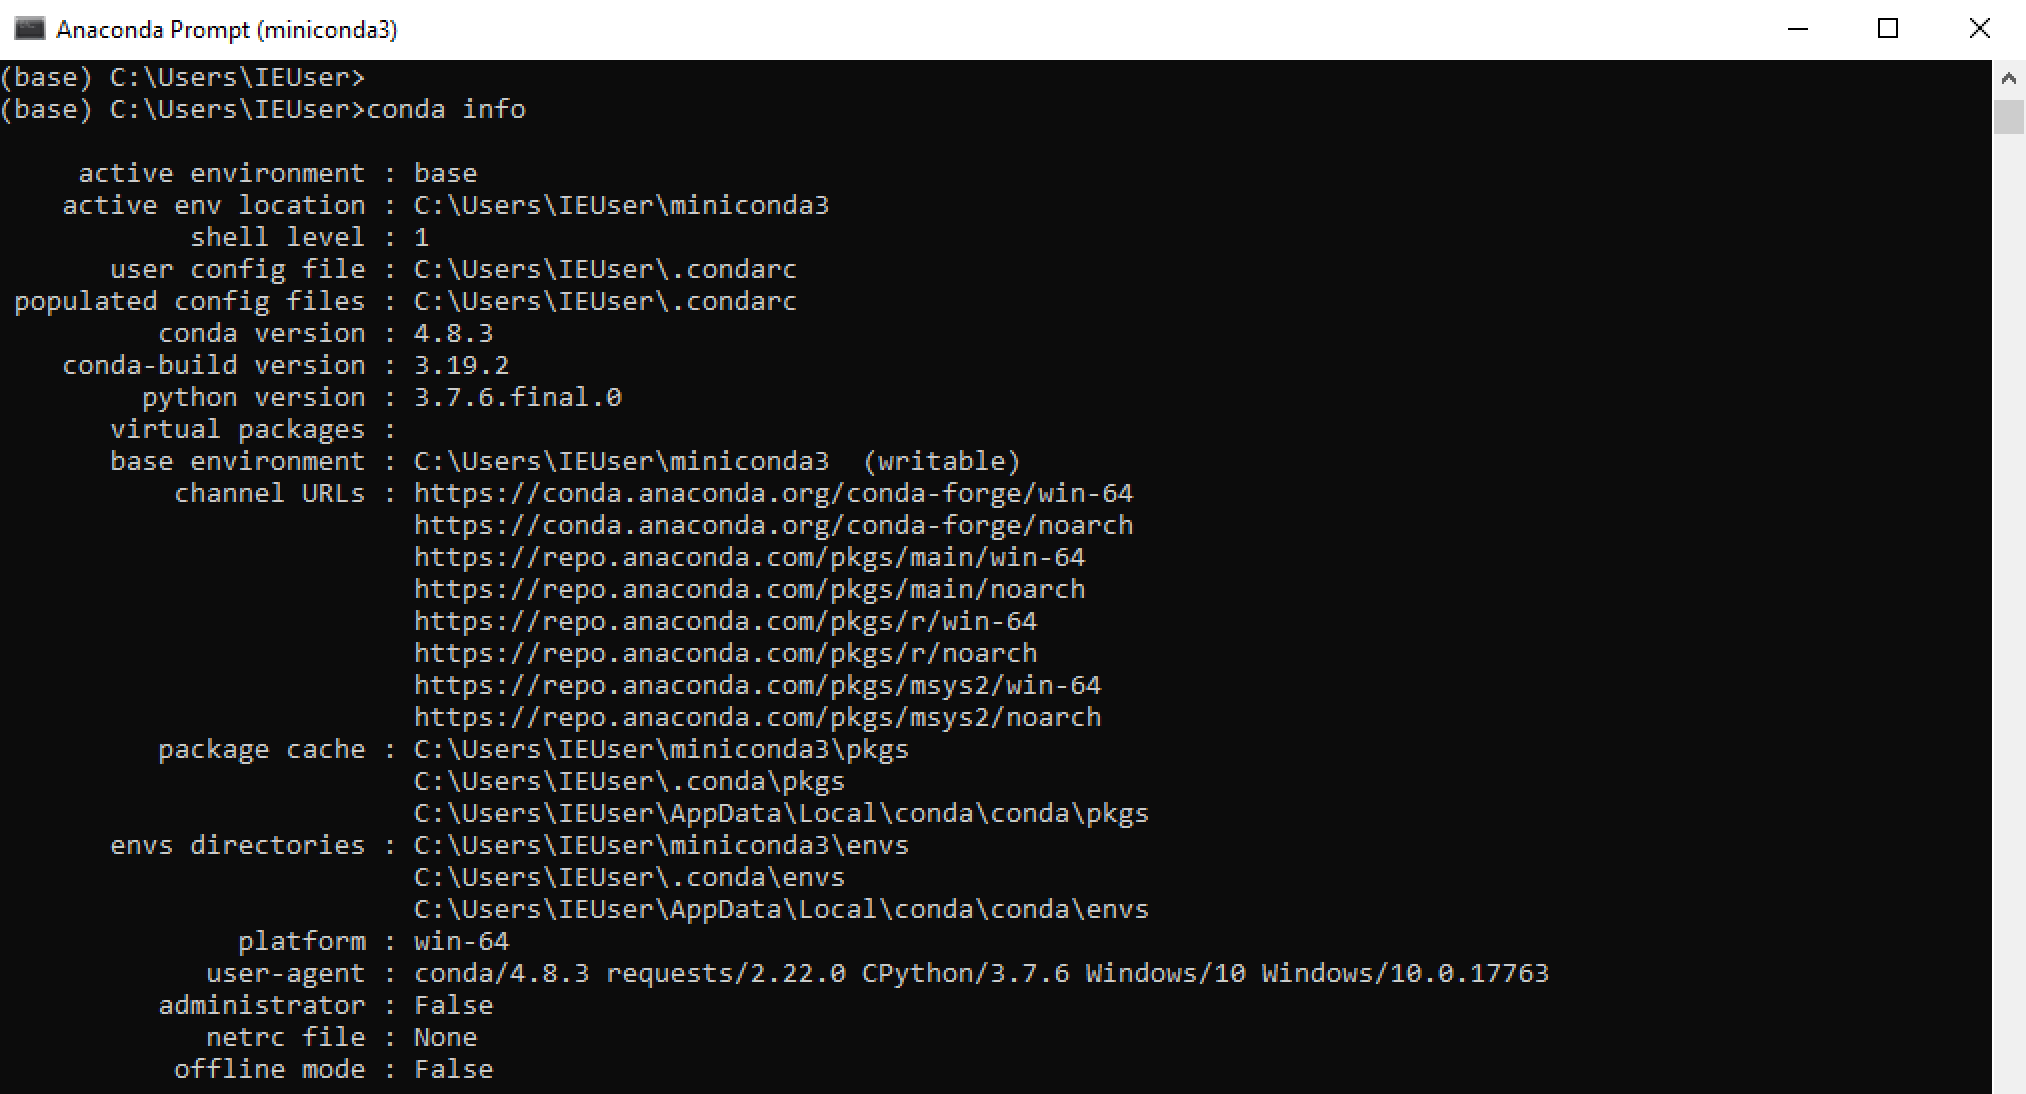 Anaconda Prompt (miniconda3)
(base) C:\Users\IEUser>
(base) C:\Users\IEUser>conda info
active environment : base
active env location : C:\Users\IEUser\miniconda3
shell level : 1
user config file : C:\Users\IEUser\.condarc
populated config files : C:\Users\IEUser\.condarc
conda version : 4.8.3
conda-build version : 3.19.2
python version : 3.7.6.final.0
virtual packages :
base environment : C:\Users\IEUser\miniconda3  (writable)
channel URLs : https://conda.anaconda.org/conda-forge/win-64
https://conda.anaconda.org/conda-forge/noarch
https://repo.anaconda.com/pkgs/main/win-64
https://repo.anaconda.com/pkgs/main/noarch
https://repo.anaconda.com/pkgs/r/win-64
https://repo.anaconda.com/pkgs/r/noarch
https://repo.anaconda.com/pkgs/msys2/win-64
https://repo.anaconda.com/pkgs/msys2/noarch
package cache : C:\Users\IEUser\miniconda3\pkgs
C:\Users\IEUser\.conda\pkgs
C:\Users\IEUser\AppData\Local\conda\conda\pkgs
envs directories : C:\Users\IEUser\miniconda3\envs
C:\Users\IEUser\.conda\envs
C:\Users\IEUser\AppData\Local\conda\conda\envs
platform : win-64
user-agent : conda/4.8.3 requests/2.22.0 CPython/3.7.6 Windows/10 Windows/10.0.17763
administrator : False
netrc file : None
offline mode : False